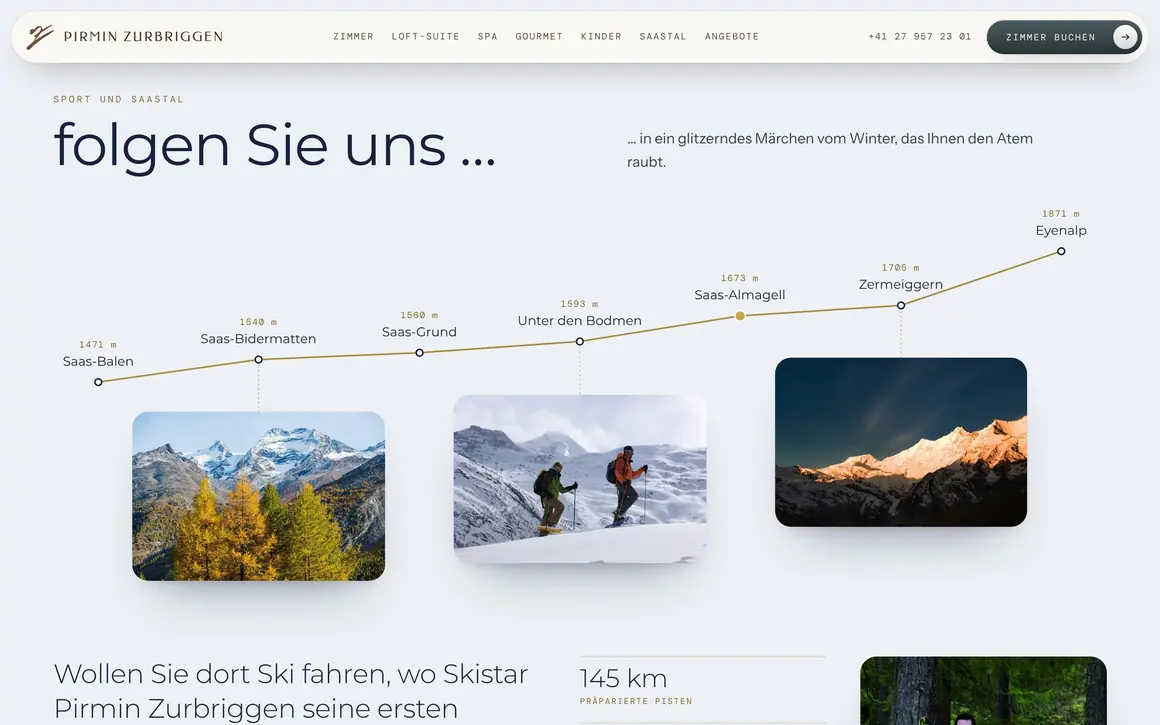 PIRMIN ZURBRIGGEN
ZIMMER
LOFT-SUITE
SPA
GOURMET
KINDER
SAASTAL
ANGEBOTE
+41 27 957 23 01
ZIMMER BUCHEN
SPORT UND SAASTAL
folgen Sie uns ...
... in ein glitzerndes Märchen vom Winter, das Ihnen den Atem
raubt.
1471 m
Saas-Balen
1540 m
Saas-Bidermatten
1560 m
Saas-Grund
1593 m
Unter den Bodmen
1673 m
Saas-Almagell
1705 m
Zermeiggern
1871 m
Eyenalp
Wollen Sie dort Ski fahren, wo Skistar
Pirmin Zurbriggen seine ersten
145 km
PRÄPARIERTE PISTEN